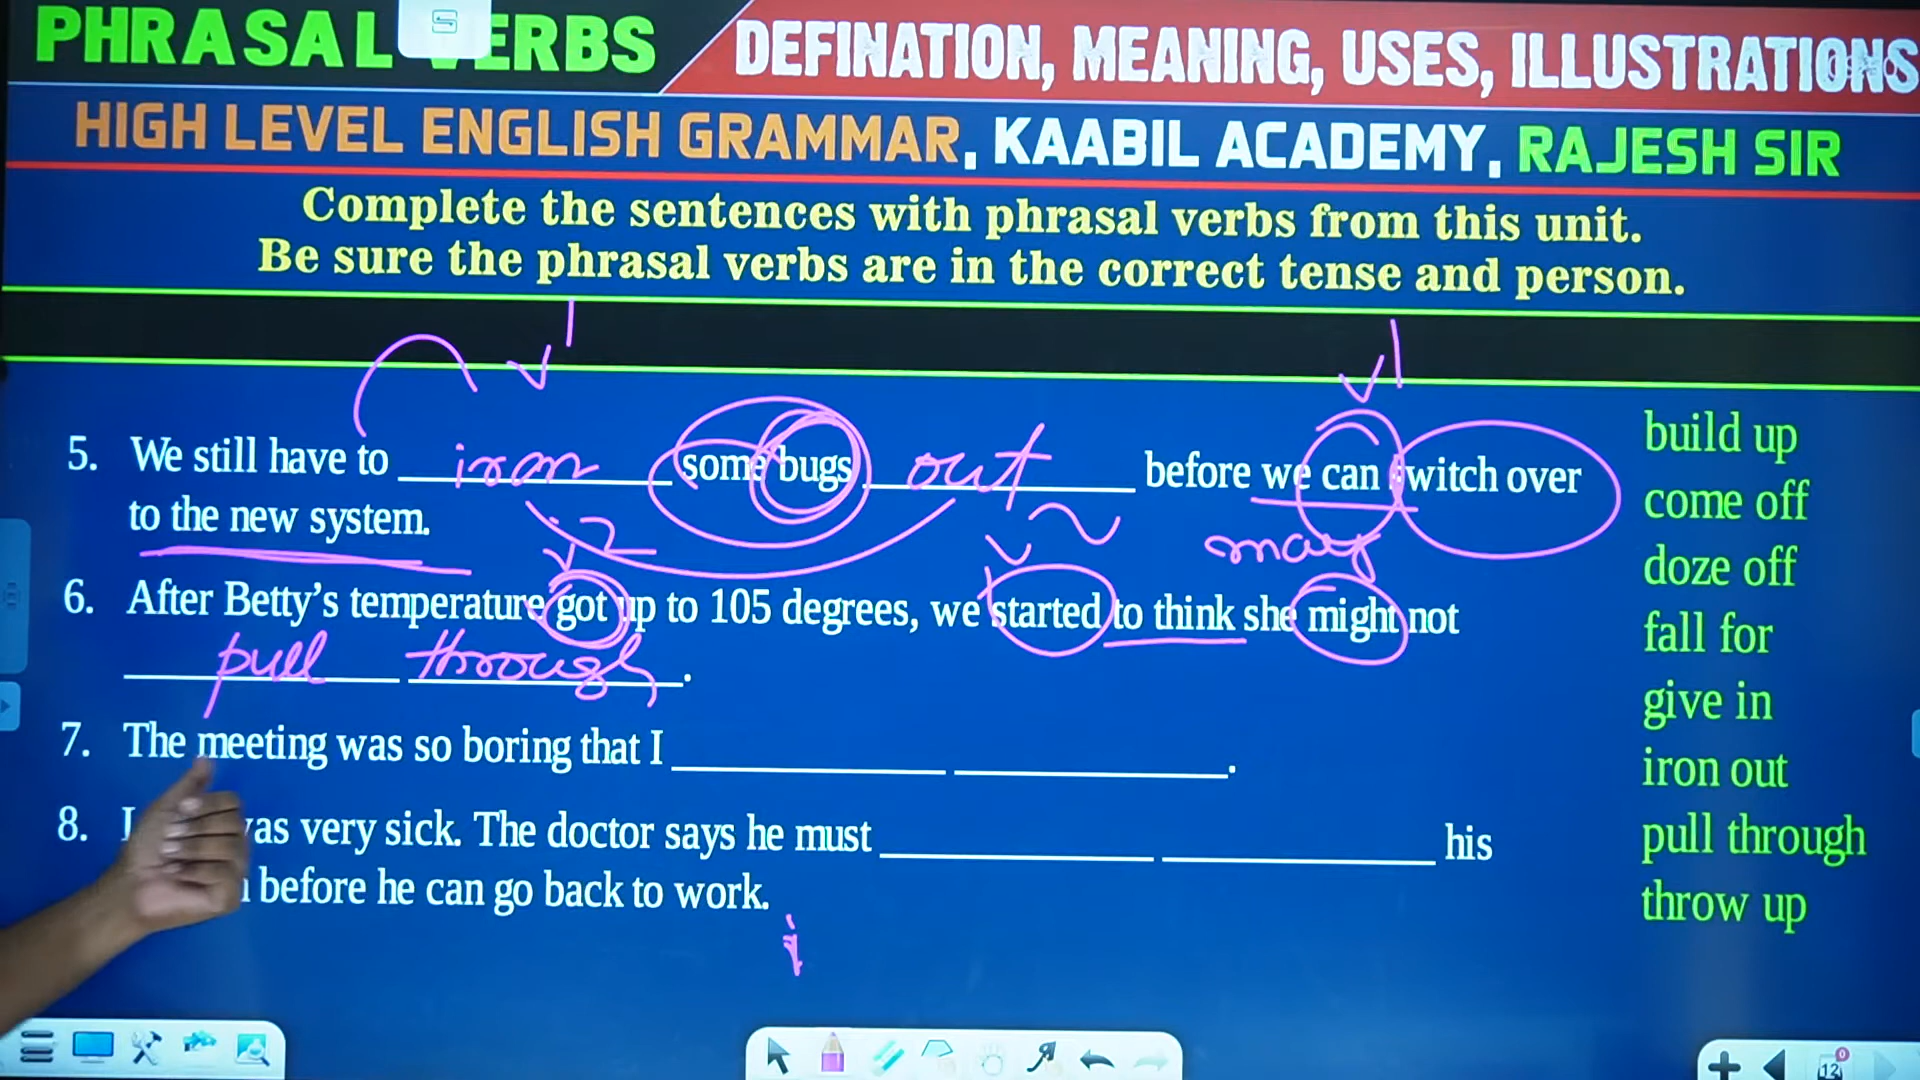 PHRASAL VERBS DEFINATION, MEANING, USES, ILLUSTRATIONS
HIGH LEVEL ENGLISH GRAMMAR, KAABIL ACADEMY, RAJESH SIR
Complete the sentences with phrasal verbs from this unit.
Be sure the phrasal verbs are in the correct tense and person.
5. We still have to iron some bugs out before we can switch over
to the new system.
may
6. After Betty's temperature got up to 105 degrees, we started to think she might not
pull through.
7. The meeting was so boring that I ____ ____.
8. was very sick. The doctor says he must ____ ____ his
before he can go back to work.
build up
come off
doze off
fall for
give in
iron out
pull through
throw up